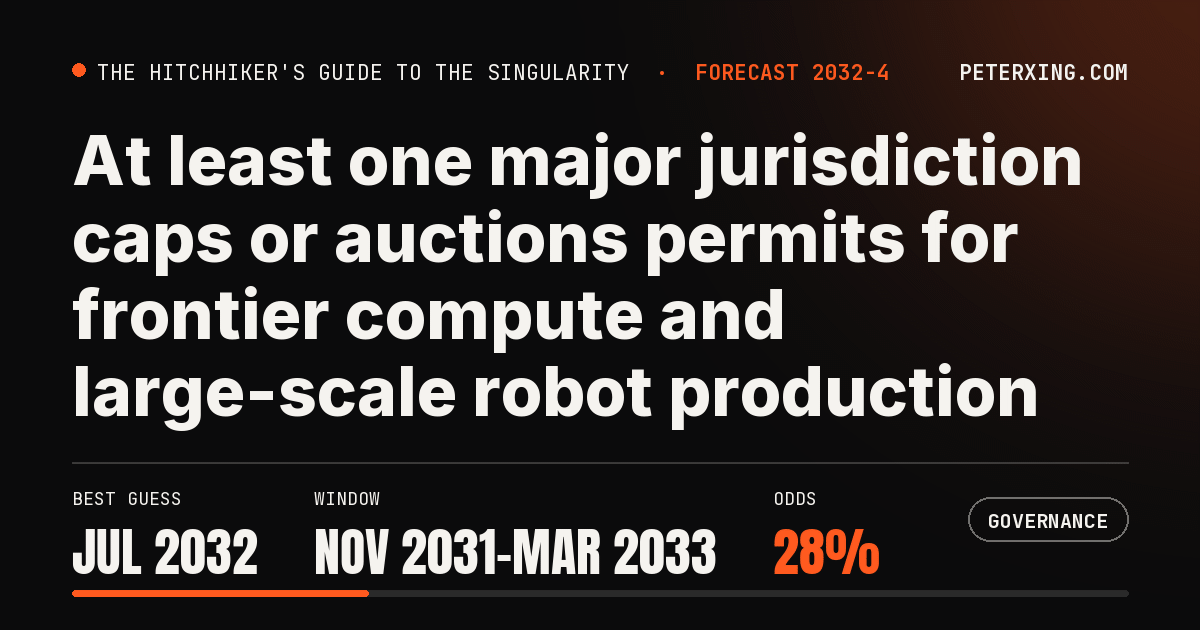 THE HITCHHIKER'S GUIDE TO THE SINGULARITY · FORECAST 2032-4 PETERXING.COM
At least one major jurisdiction
caps or auctions permits for
frontier compute and
large-scale robot production
BEST GUESS WINDOW ODDS
JUL 2032 NOV 2031-MAR 2033 28%
GOVERNANCE